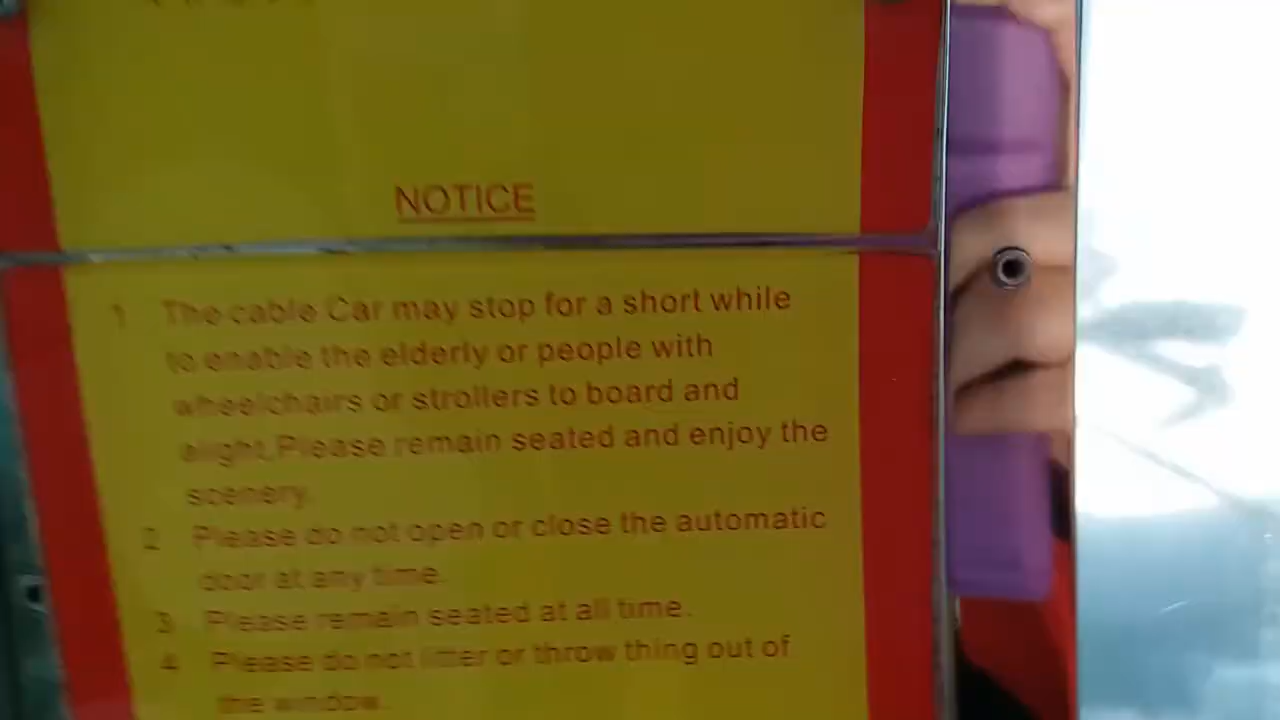 NOTICE
1 The cable Car may stop for a short while
to enable the elderly or people with
wheelchairs or strollers to board and
alight.Please remain seated and enjoy the
scenery.
2 Please do not open or close the automatic
door at any time.
3 Please remain seated at all time.
4 Please do not litter or throw thing out of
the window.